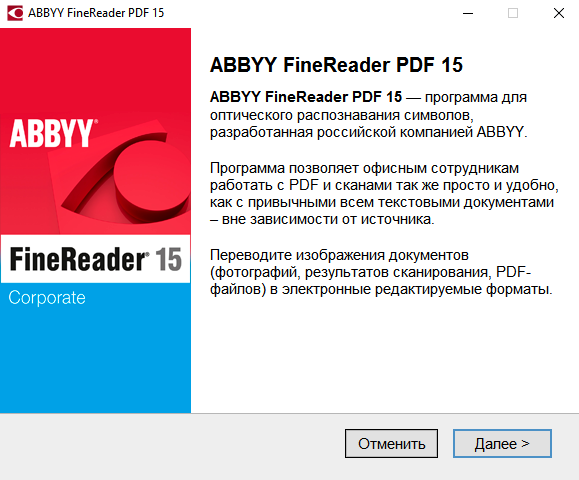 ABBYY FineReader PDF 15
ABBYY®
FineReader® 15
Corporate
ABBYY FineReader PDF 15
ABBYY FineReader PDF 15 — программа для
оптического распознавания символов,
разработанная российской компанией ABBYY.
Программа позволяет офисным сотрудникам
работать с PDF и сканами так же просто и удобно,
как с привычными всем текстовыми документами
– вне зависимости от источника.
Переводите изображения документов
(фотографий, результатов сканирования, PDF-
файлов) в электронные редактируемые форматы.
Отменить
Далее >